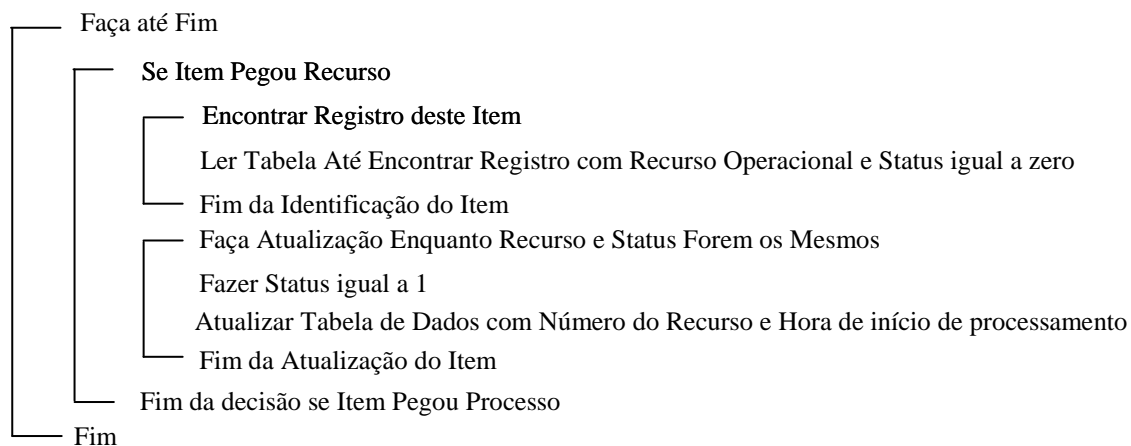 Faça até Fim
Se Item Pegou Recurso
Encontrar Registro deste Item
Ler Tabela Até Encontrar Registro com Recurso Operacional e Status igual a zero
Fim da Identificação do Item
Faça Atualização Enquanto Recurso e Status Forem os Mesmos
Fazer Status igual a 1
Atualizar Tabela de Dados com Número do Recurso e Hora de início de processamento
Fim da Atualização do Item
Fim da decisão se Item Pegou Processo
Fim